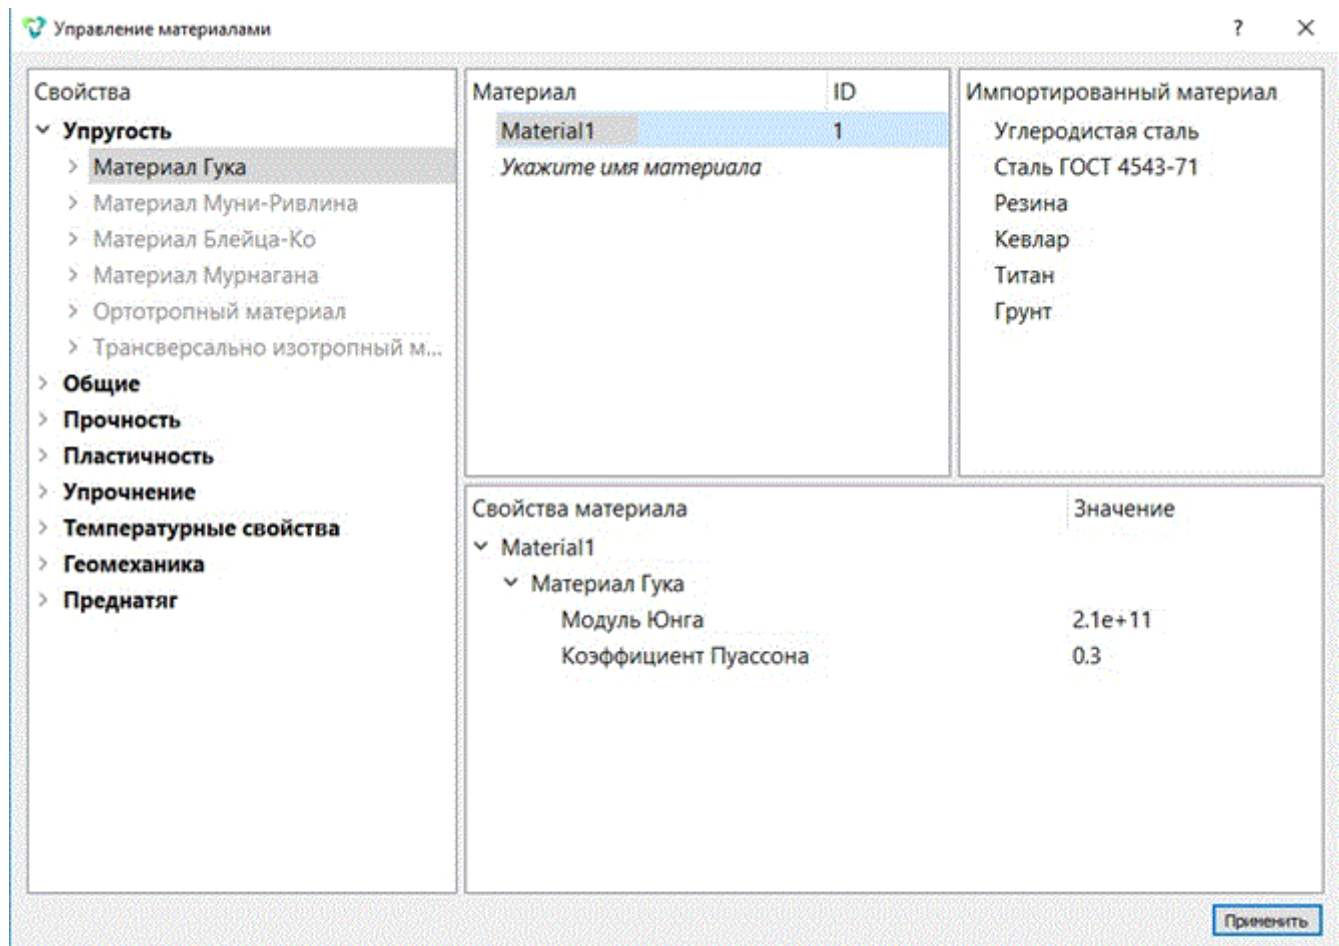 Управление материалами
?
Свойства
Упругость
Материал Гука
Материал Муни-Ривлина
Материал Блейца-Ко
Материал Мурнагана
Ортотропный материал
Трансверсально изотропный м...
Общие
Прочность
Пластичность
Упрочнение
Температурные свойства
Геомеханика
Преднатяг
Материал ID
Material1 1
Укажите имя материала
Импортированный материал
Углеродистая сталь
Сталь ГОСТ 4543-71
Резина
Кевлар
Титан
Грунт
Свойства материала Значение
Material1
Материал Гука
Модуль Юнга 2.1e+11
Коэффициент Пуассона 0.3
Применить